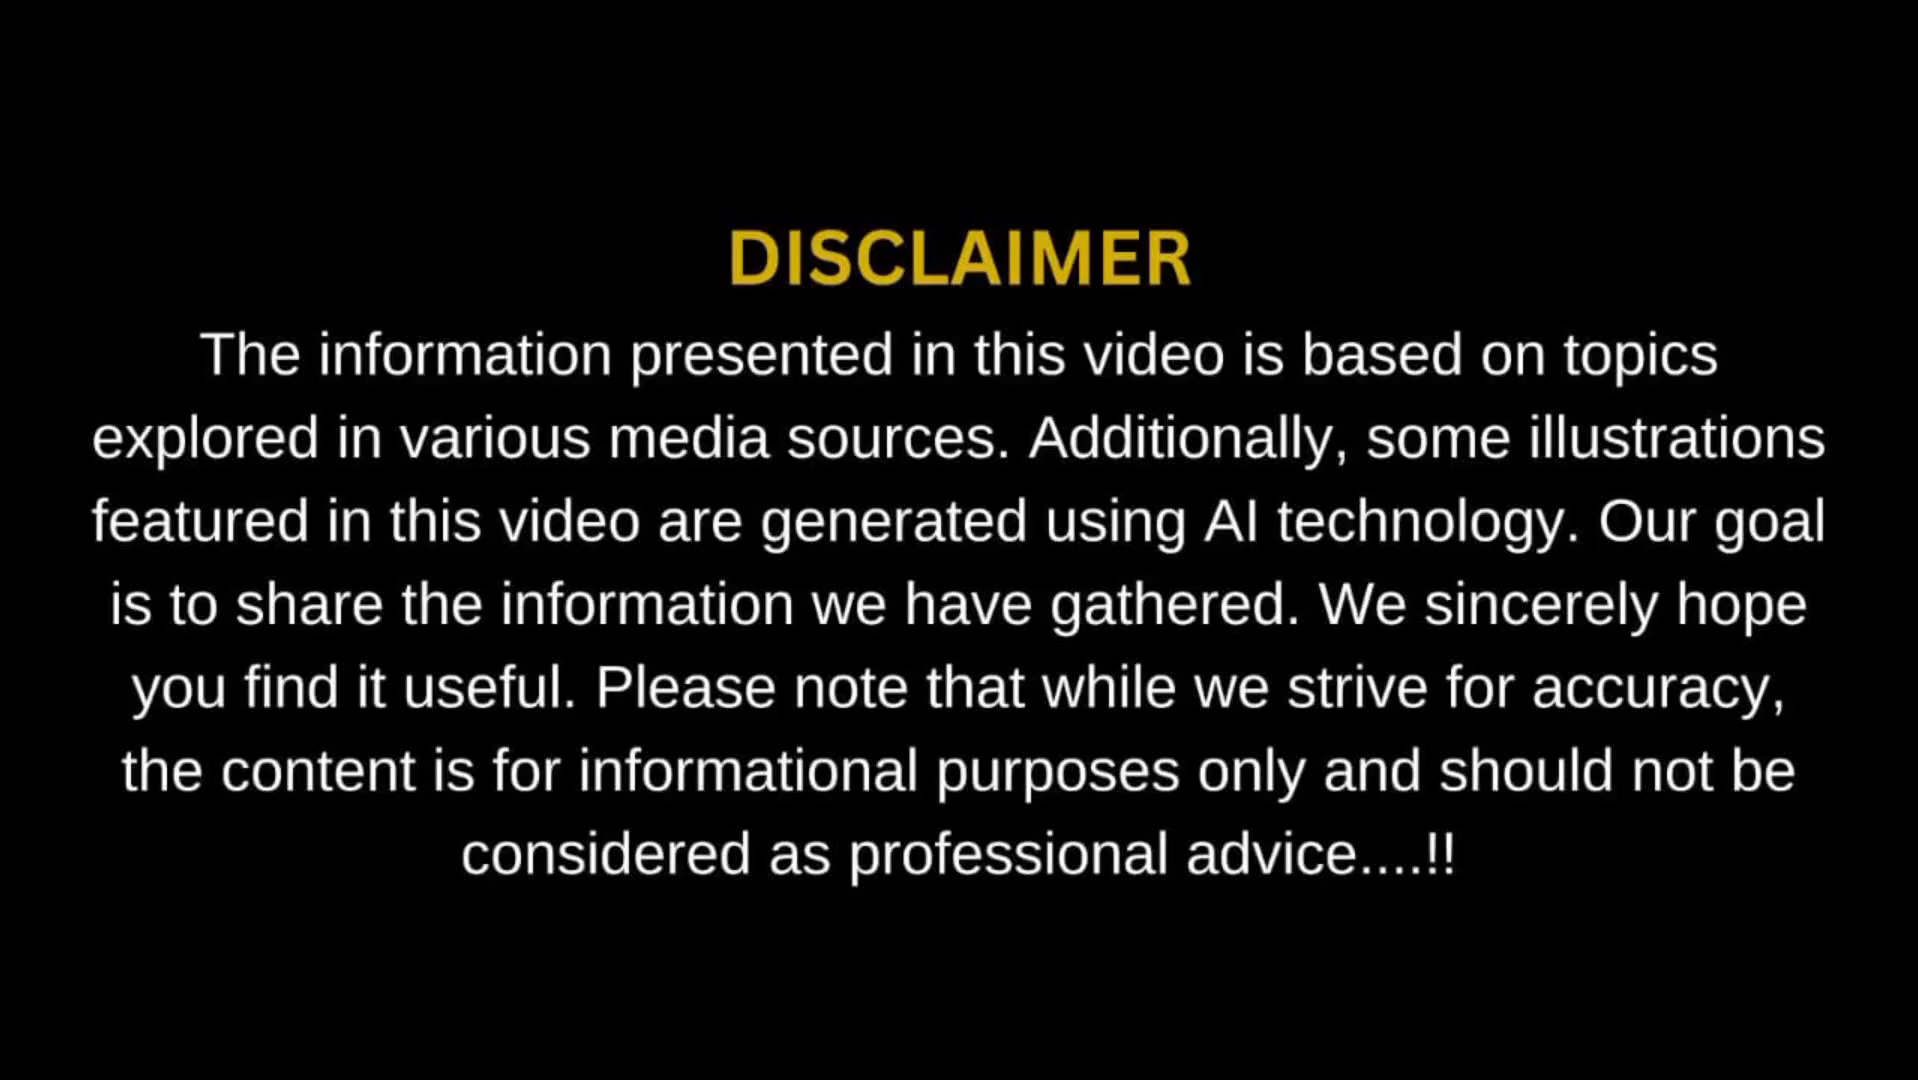 DISCLAIMER
The information presented in this video is based on topics
explored in various media sources. Additionally, some illustrations
featured in this video are generated using AI technology. Our goal
is to share the information we have gathered. We sincerely hope
you find it useful. Please note that while we strive for accuracy,
the content is for informational purposes only and should not be
considered as professional advice....!!